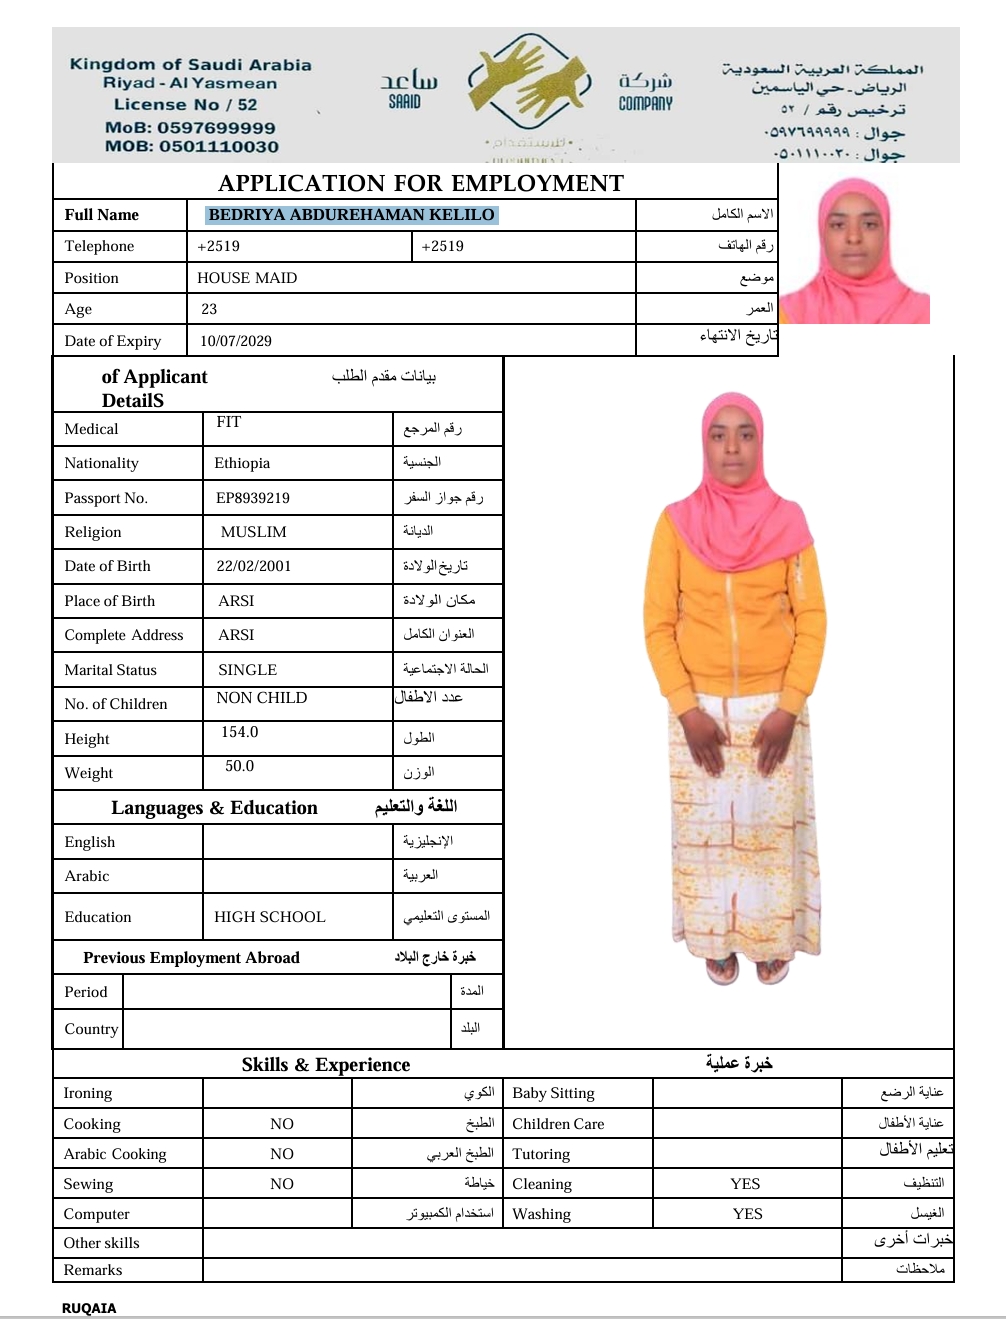 Kingdom of Saudi Arabia
Riyad - Al Yasmean
License No / 52
MoB: 0597699999
MOB: 0501110030
ساعد
SAAID
شركة
COMPANY
للاستقدام
المملكة العربية السعودية
الرياض - حي الياسمين
ترخيص رقم / ٥٢
جوال : ٠٥٩٧٦٩٩٩٩٩
جوال : ٠٥٠١١١٠٠٣٠
APPLICATION FOR EMPLOYMENT
Full Name BEDRIYA ABDUREHAMAN KELILO الاسم الكامل
Telephone +2519 +2519 رقم الهاتف
Position HOUSE MAID موضع
Age 23 العمر
Date of Expiry 10/07/2029 تاريخ الانتهاء
of Applicant بيانات مقدم الطلب
DetailS
Medical FIT رقم المرجع
Nationality Ethiopia الجنسية
Passport No. EP8939219 رقم جواز السفر
Religion MUSLIM الديانة
Date of Birth 22/02/2001 تاريخ الولادة
Place of Birth ARSI مكان الولادة
Complete Address ARSI العنوان الكامل
Marital Status SINGLE الحالة الاجتماعية
No. of Children NON CHILD عدد الاطفال
Height 154.0 الطول
Weight 50.0 الوزن
Languages & Education اللغة والتعليم
English الإنجليزية
Arabic العربية
Education HIGH SCHOOL المستوى التعليمي
Previous Employment Abroad خبرة خارج البلاد
Period المدة
Country البلد
Skills & Experience خبرة عملية
Ironing الكوي Baby Sitting عناية الرضع
Cooking NO الطبخ Children Care عناية الأطفال
Arabic Cooking NO الطبخ العربي Tutoring تعليم الأطفال
Sewing NO خياطة Cleaning YES التنظيف
Computer استخدام الكمبيوتر Washing YES الغيسل
Other skills خبرات أخرى
Remarks ملاحظات
RUQAIA